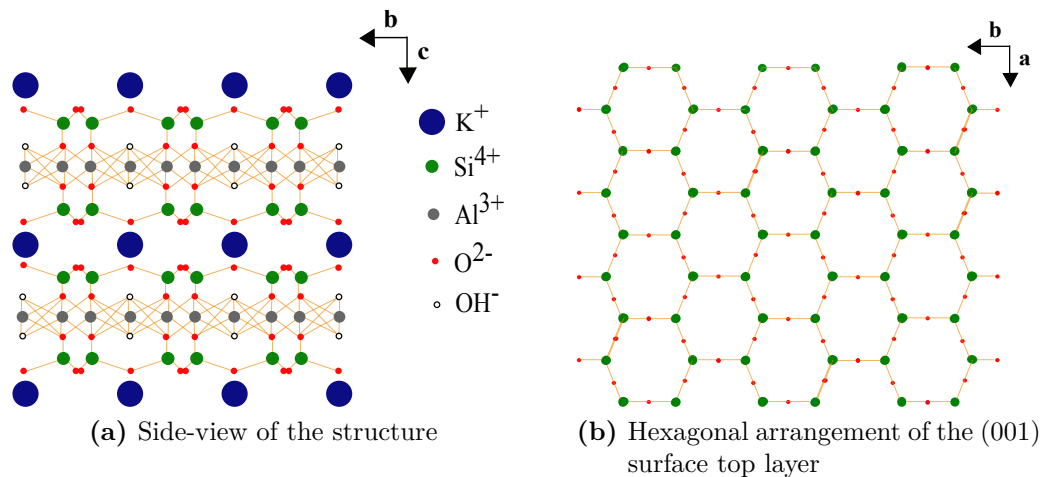 b
c
K+
Si4+
Al3+
O2-
OH-
(a) Side-view of the structure
b
a
(b) Hexagonal arrangement of the (001)
surface top layer